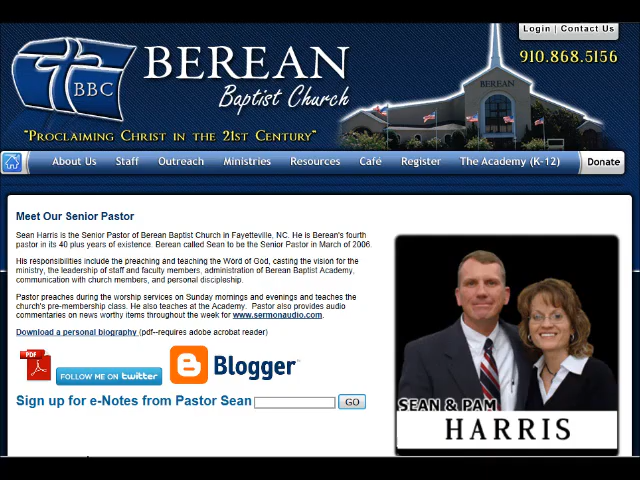 Login | Contact Us
910.868.5156
BEREAN
Baptist Church
BBC
BEREAN
"PROCLAIMING CHRIST IN THE 21ST CENTURY"
About Us Staff Outreach Ministries Resources Café Register The Academy (K-12) Donate
Meet Our Senior Pastor
Sean Harris is the Senior Pastor of Berean Baptist Church in Fayetteville, NC. He is Berean's fourth
pastor in its 40 plus years of existence. Berean called Sean to be the Senior Pastor in March of 2006.
His responsibilities include the preaching and teaching the Word of God, casting the vision for
the ministry, the leadership of staff and faculty members, administration of Berean Baptist Academy,
communication with church members, and personal discipleship.
Pastor preaches during the worship services on Sunday mornings and evenings and teaches the
church's pre-membership class. He also teaches at the Academy. Pastor also provides audio
commentaries on news worthy items throughout the week for www.sermonaudio.com.
Download a personal biography (pdf--requires adobe acrobat reader)
PDF
FOLLOW ME ON twitter
Blogger
Sign up for e-Notes from Pastor Sean GO
SEAN & PAM
HARRIS